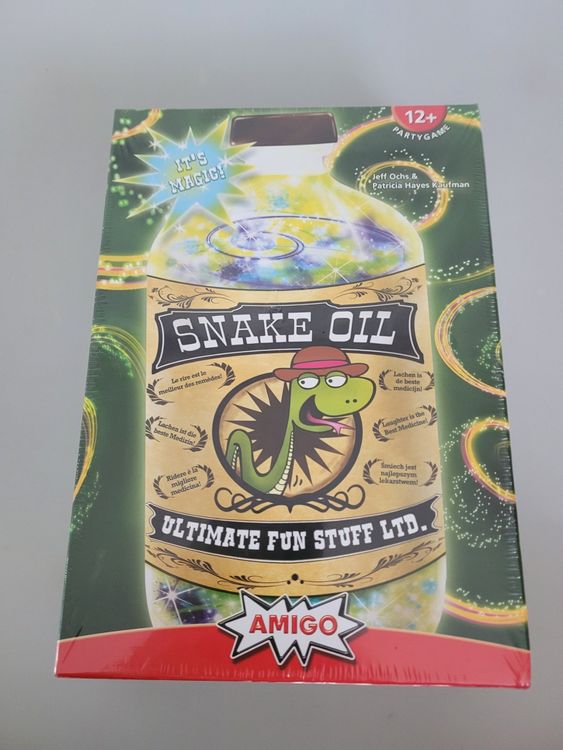 12+
PARTYGAME
IT'S
MAGIC!
Jeff Ochs &
Patricia Hayes Kaufman
SNAKE OIL
Le rire est le
meilleur des remèdes!
Lachen is
de beste
medicijn!
Lachen ist die
beste Medizin!
Laughter is the
Best Medicine!
Ridere è la
migliore
medicina!
Śmiech jest
najlepszym
lekarstwem!
ULTIMATE FUN STUFF LTD.
AMIGO